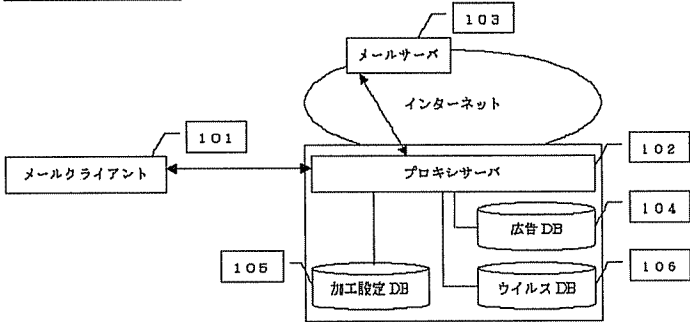 103
メールサーバ
インターネット
101
102
メールクライアント
プロキシサーバ
104
広告DB
105
加工設定DB
ウイルスDB
106